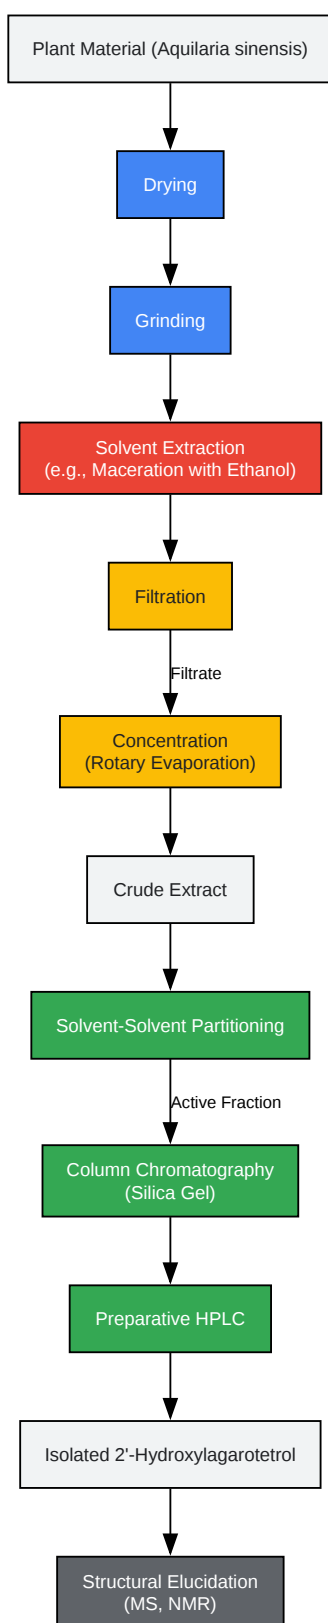 Plant Material (Aquilaria sinensis)
Drying
Grinding
Solvent Extraction
(e.g., Maceration with Ethanol)
Filtration
Filtrate
Concentration
(Rotary Evaporation)
Crude Extract
Solvent-Solvent Partitioning
Active Fraction
Column Chromatography
(Silica Gel)
Preparative HPLC
Isolated 2'-Hydroxylagarotetrol
Structural Elucidation
(MS, NMR)